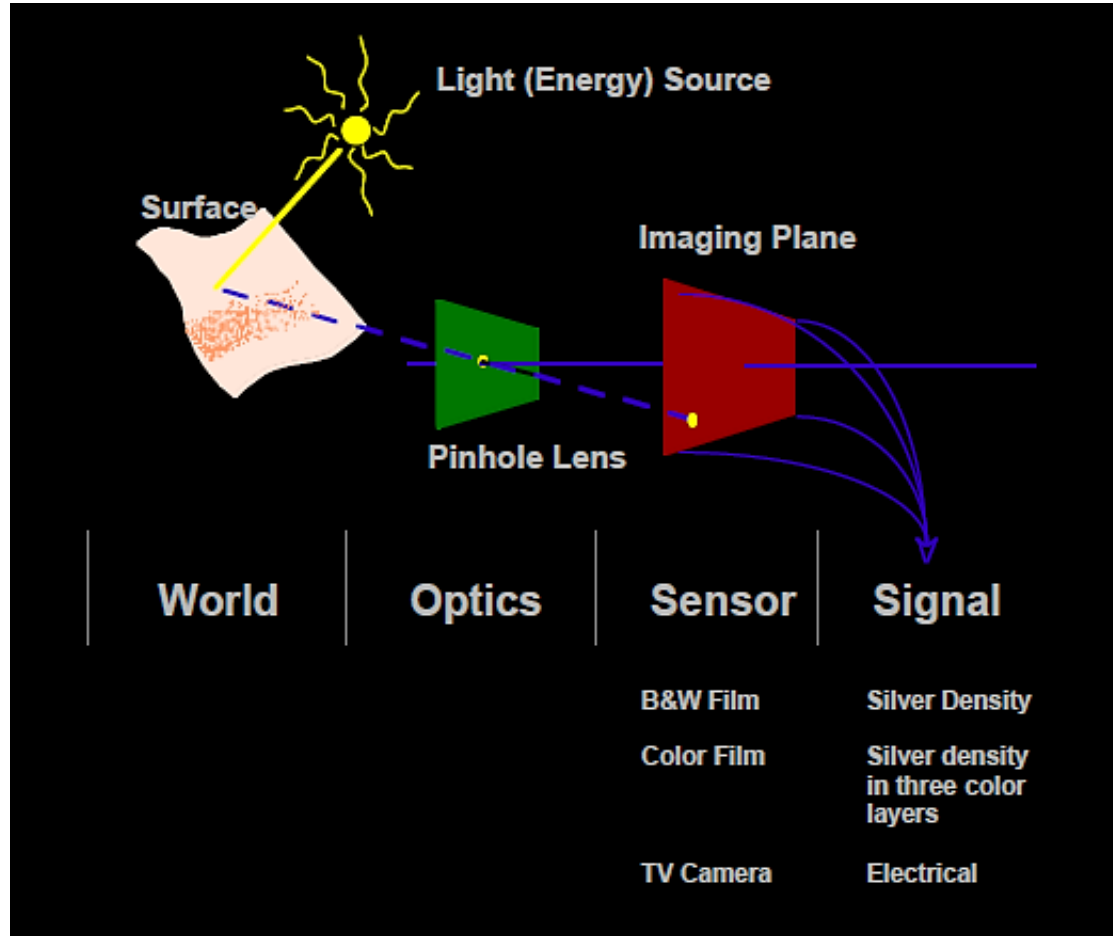 Light (Energy) Source
Surface
Imaging Plane
Pinhole Lens
World
Optics
Sensor
Signal
B&W Film
Silver Density
Color Film
Silver density
in three color
layers
TV Camera
Electrical